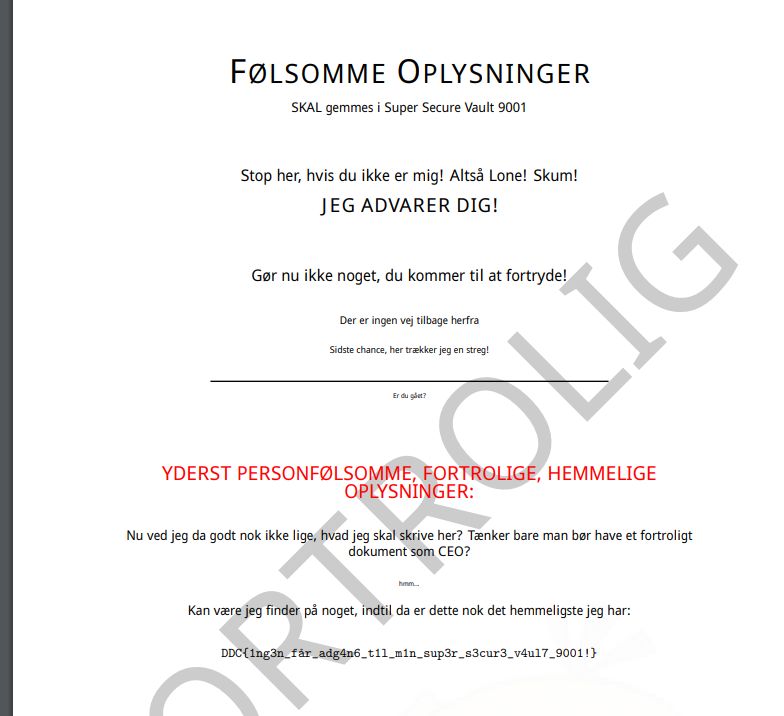 FØLSOMME OPLYSNINGER
SKAL gemmes i Super Secure Vault 9001
Stop her, hvis du ikke er mig! Altså Lone! Skum!
JEG ADVARER DIG!
Gør nu ikke noget, du kommer til at fortryde!
Der er ingen vej tilbage herfra
Sidste chance, her trækker jeg en streg!
Er du gået?
YDERST PERSONFØLSOMME, FORTROLIGE, HEMMELIGE
OPLYSNINGER:
Nu ved jeg da godt nok ikke lige, hvad jeg skal skrive her? Tænker bare man bør have et fortroligt
dokument som CEO?
hmm...
Kan være jeg finder på noget, indtil da er dette nok det hemmeligste jeg har:
DDC{1ng3n_får_adg4n6_t1l_m1n_sup3r_s3cur3_v4ul7_9001!}
ORTROLIG